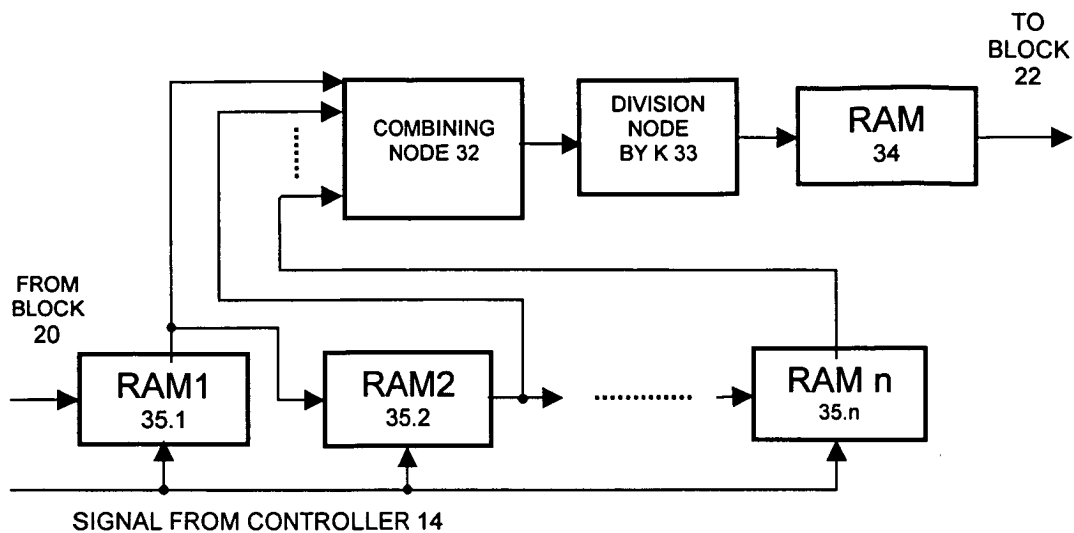 TO
BLOCK
22
COMBINING
NODE 32
DIVISION
NODE
BY K 33
RAM
34
FROM
BLOCK
20
RAM1
35.1
RAM2
35.2
RAM n
35.n
SIGNAL FROM CONTROLLER 14